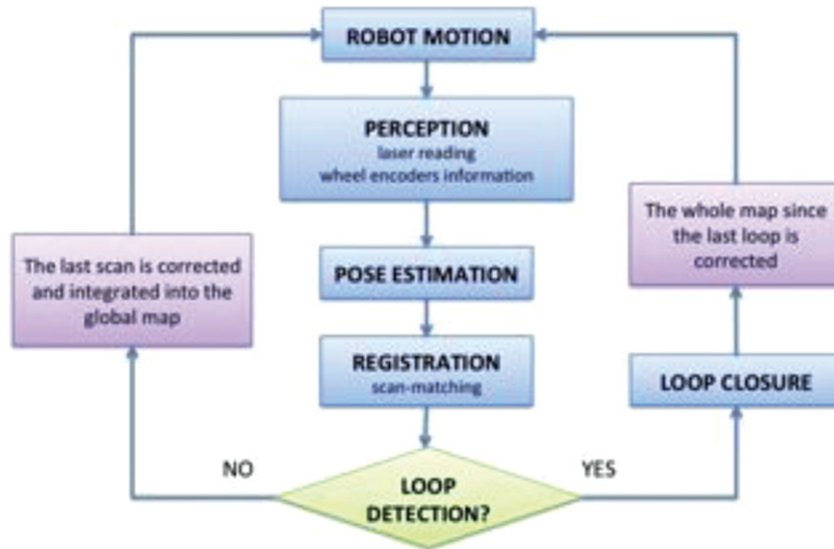 ROBOT MOTION
PERCEPTION
laser reading
wheel encoders information
The whole map since
the last loop is
corrected
The last scan is corrected
and integrated into the
global map
POSE ESTIMATION
REGISTRATION
scan-matching
LOOP CLOSURE
NO
YES
LOOP
DETECTION?